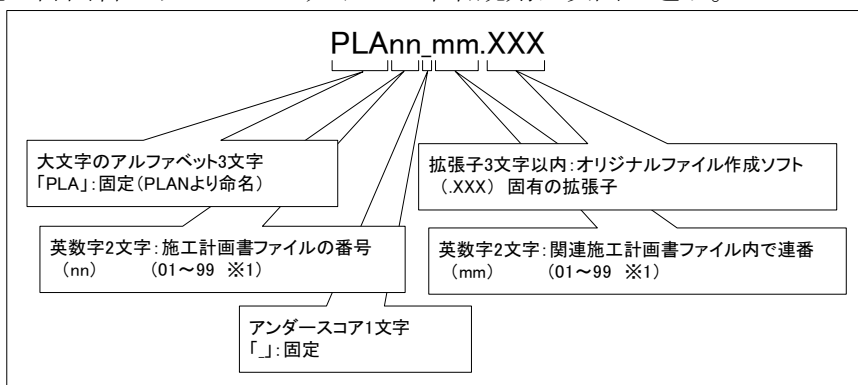 PLAnn_mm.XXX
大文字のアルファベット3文字
「PLA」:固定(PLANより命名)
拡張子3文字以内:オリジナルファイル作成ソフト
(.XXX) 固有の拡張子
英数字2文字:施工計画書ファイルの番号
(nn) (01～99 ※1)
英数字2文字:関連施工計画書ファイル内で連番
(mm) (01～99 ※1)
アンダースコア1文字
「_」:固定